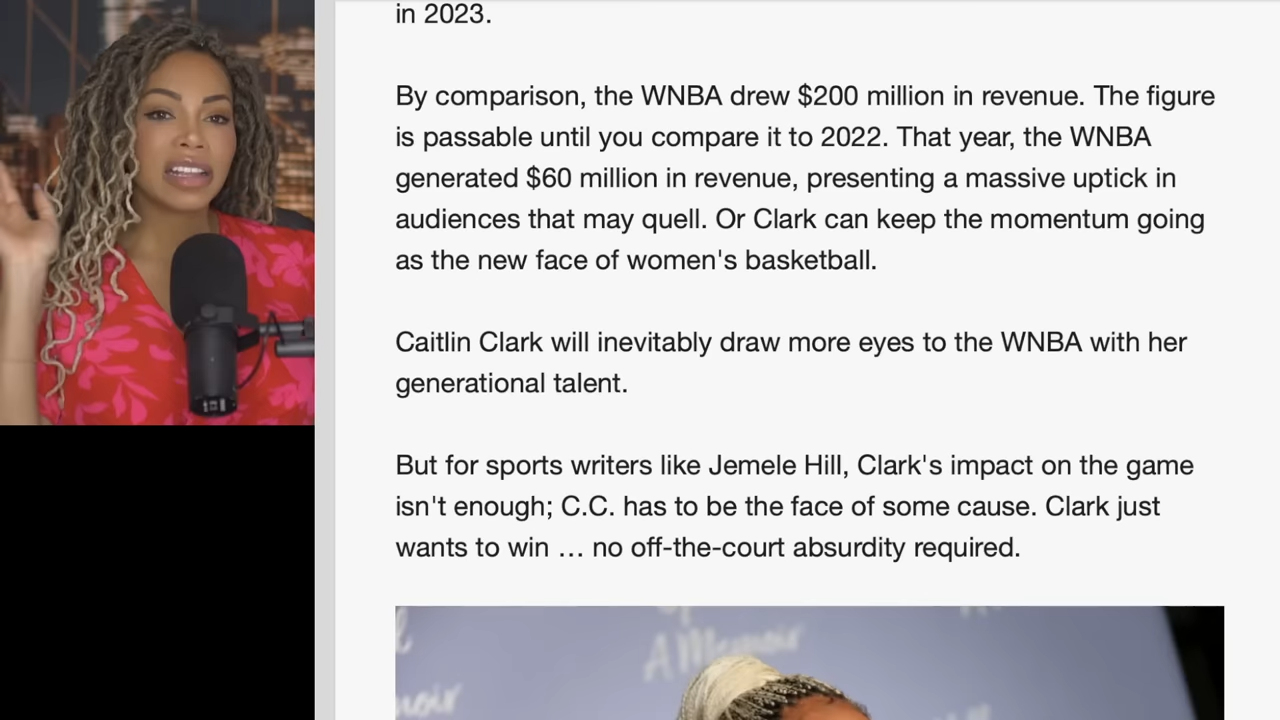 in 2023.
By comparison, the WNBA drew $200 million in revenue. The figure
is passable until you compare it to 2022. That year, the WNBA
generated $60 million in revenue, presenting a massive uptick in
audiences that may quell. Or Clark can keep the momentum going
as the new face of women's basketball.
Caitlin Clark will inevitably draw more eyes to the WNBA with her
generational talent.
But for sports writers like Jemele Hill, Clark's impact on the game
isn't enough; C.C. has to be the face of some cause. Clark just
wants to win … no off-the-court absurdity required.
A Memoir